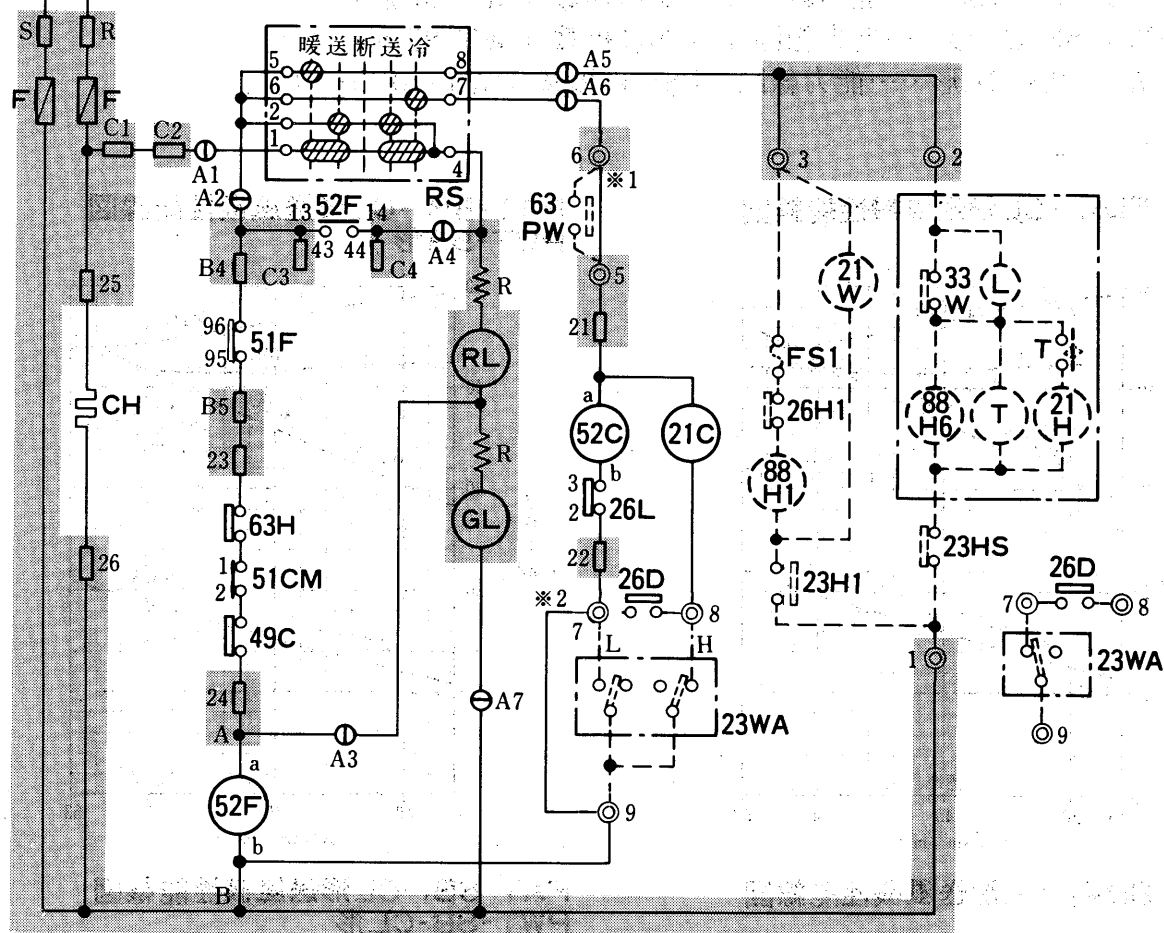 S R
暖送断送冷
5 8 A5
6 7 A6
F F
2
C1 C2
1 4
A1
A2 RS
6 3 2
※1
13 52F 14
43 44 A4
63
PW
B4 C3 C4
5
R
21
W
33
W
L
25
21
96
95 51F
RL
FS1
T
a
CH
B5
52C 21C
26H1
88
H6
T
21
H
23
R
b
3
2 26L
88
H1
GL
63H
26
22
23HS
1
2 51CM
26D
23H1
26D
※2
7 8
7 8
49C
L H
1
23WA
24
A7
23WA
A
A3
9
a
52F
9
b
B